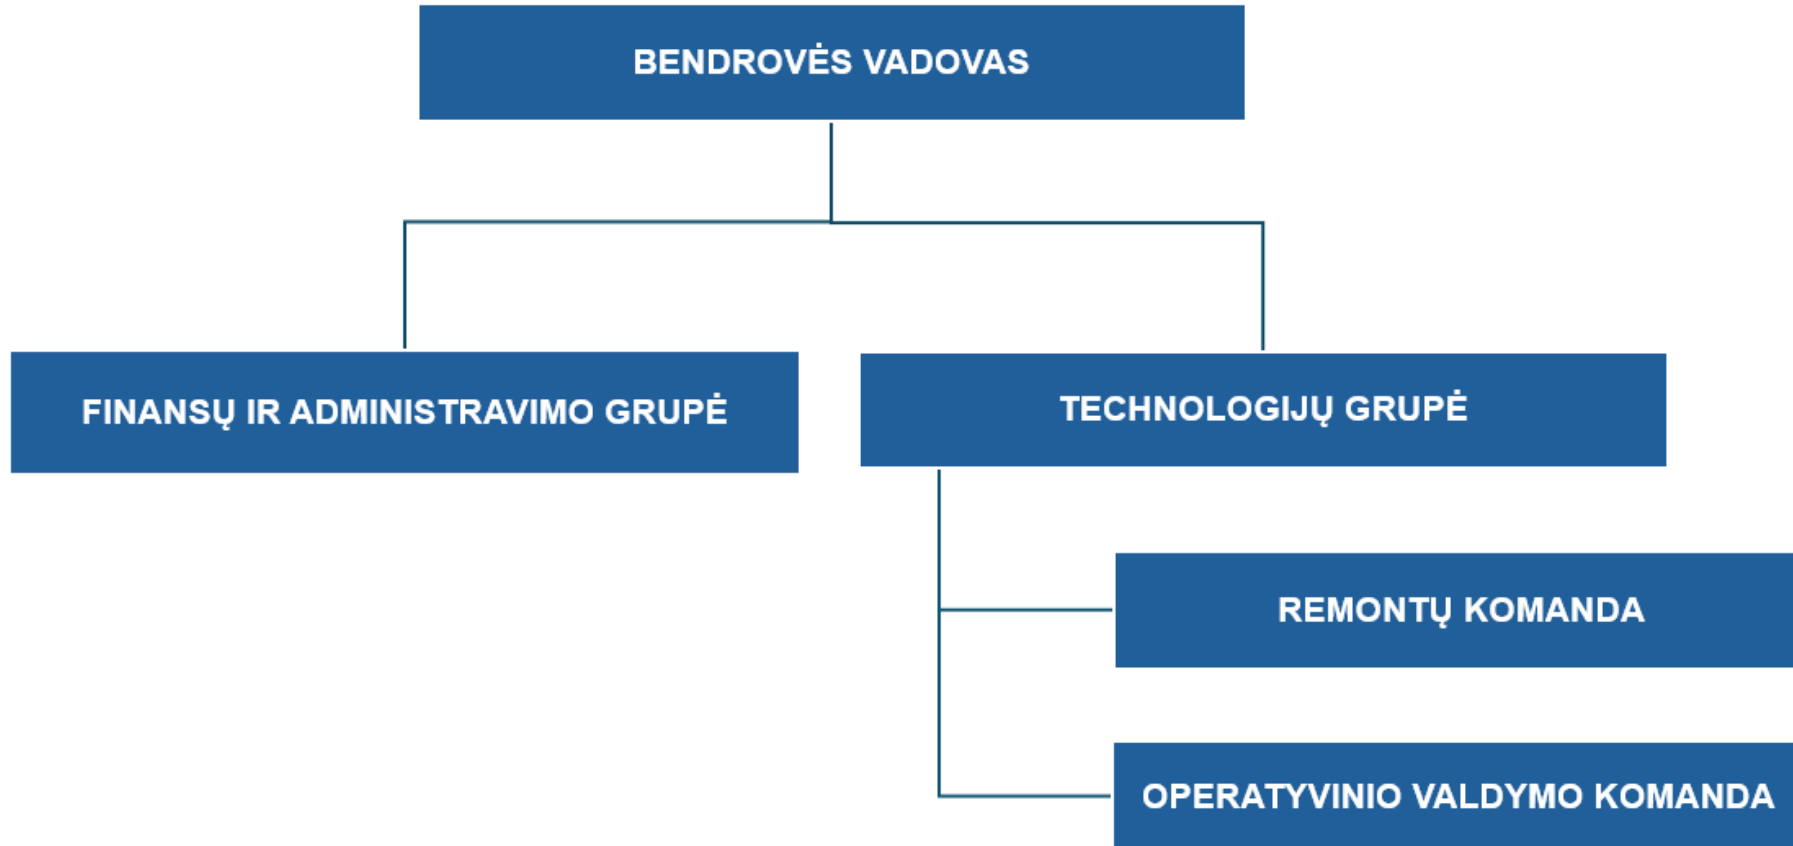 BENDROVĖS VADOVAS
FINANSŲ IR ADMINISTRAVIMO GRUPĖ
TECHNOLOGIJŲ GRUPĖ
REMONTŲ KOMANDA
OPERATYVINIO VALDYMO KOMANDA